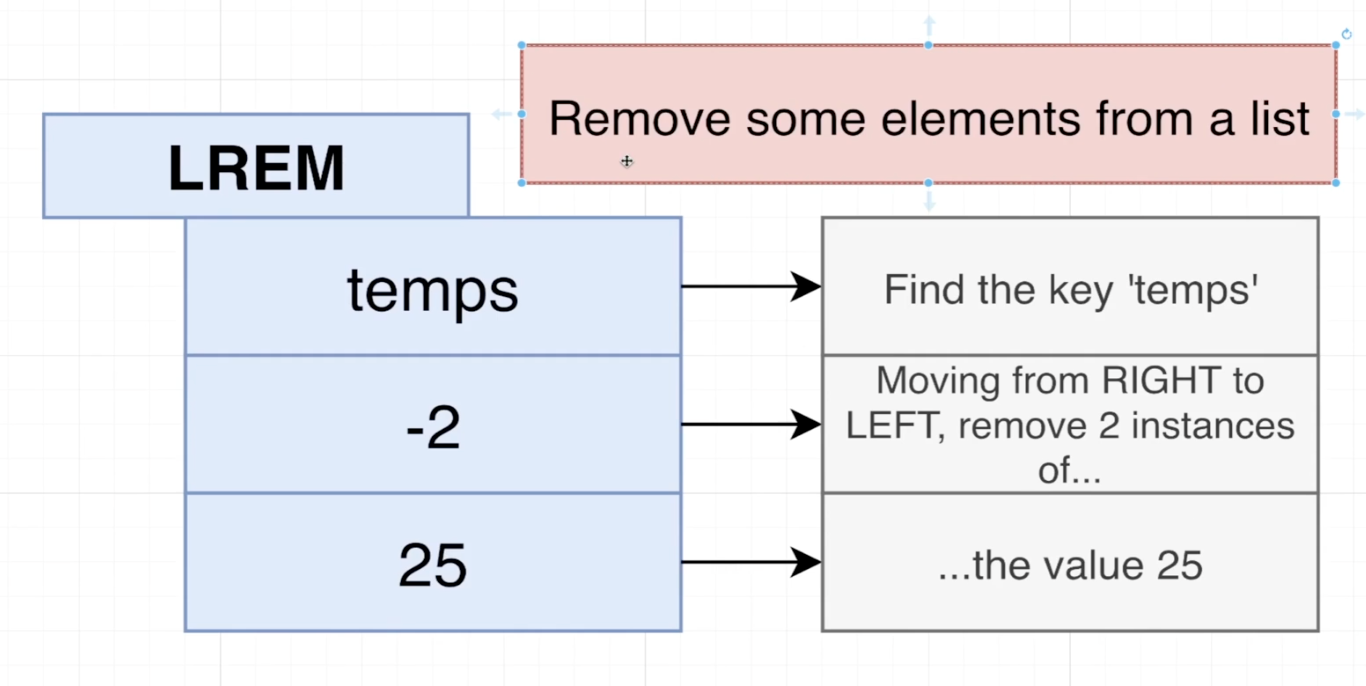 Remove some elements from a list
LREM
temps
Find the key 'temps'
-2
Moving from RIGHT to
LEFT, remove 2 instances
of...
25
...the value 25